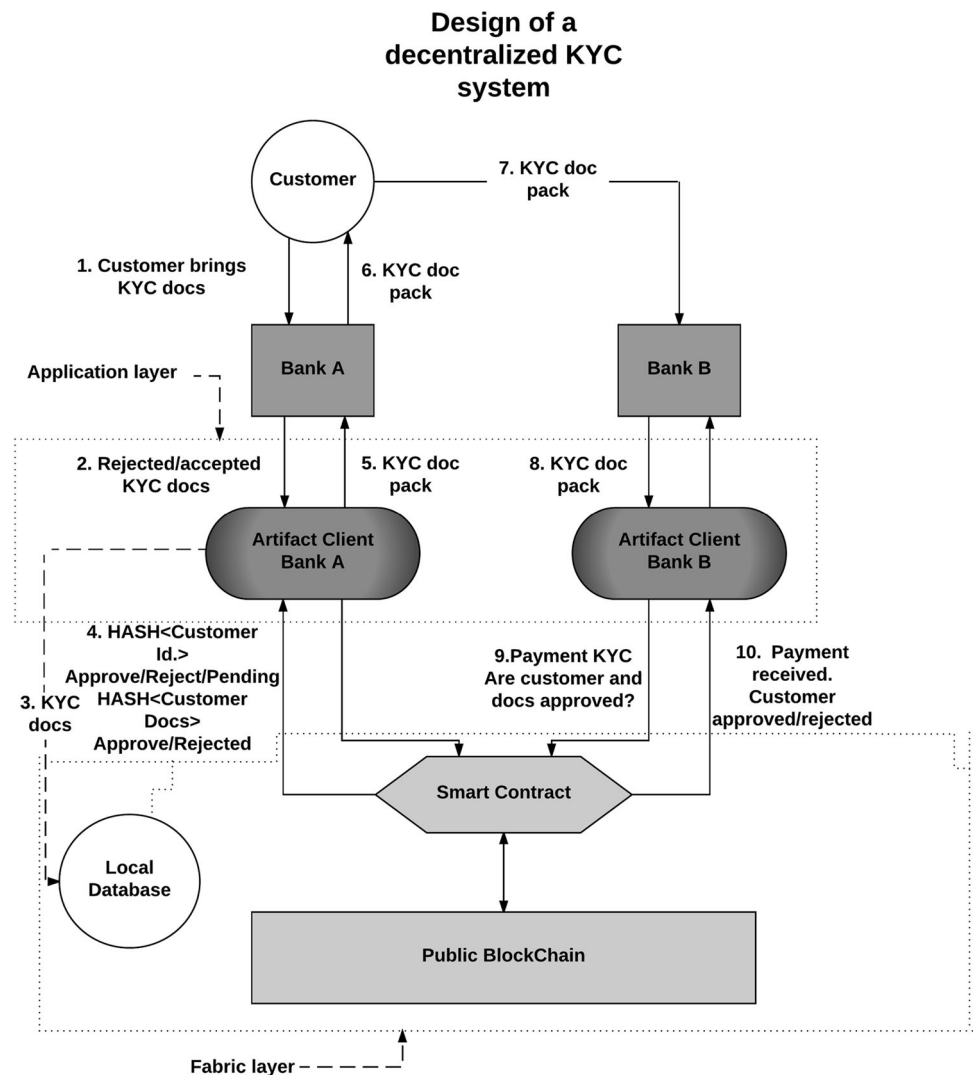 Design of a
decentralized KYC
system
Customer
7. KYC doc
pack
1. Customer brings
KYC docs
6. KYC doc
pack
Bank A
Bank B
Application layer
2. Rejected/accepted
KYC docs
5. KYC doc
pack
8. KYC doc
pack
Artifact Client
Bank A
Artifact Client
Bank B
4. HASH<Customer
Id.>
Approve/Reject/Pending
HASH<Customer
Docs>
Approve/Rejected
3. KYC
docs
9.Payment KYC
Are customer and
docs approved?
10. Payment
received.
Customer
approved/rejected
Smart Contract
Local
Database
Public BlockChain
Fabric layer